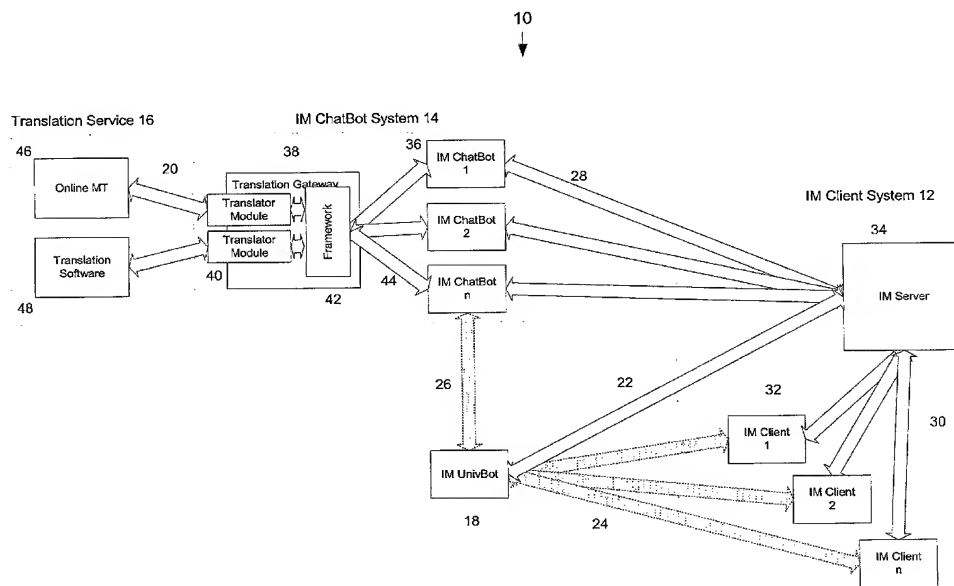 10
Translation Service 16
IM ChatBot System 14
IM Client System 12
46
20
38
36
28
34
Online MT
Translation Gateway
Translator
Module
Translator
Module
Framework
IM ChatBot
1
IM ChatBot
2
IM ChatBot
n
IM Server
Translation
Software
48
40
42
44
26
22
32
30
IM UnivBot
18
24
IM Client
1
IM Client
2
IM Client
n